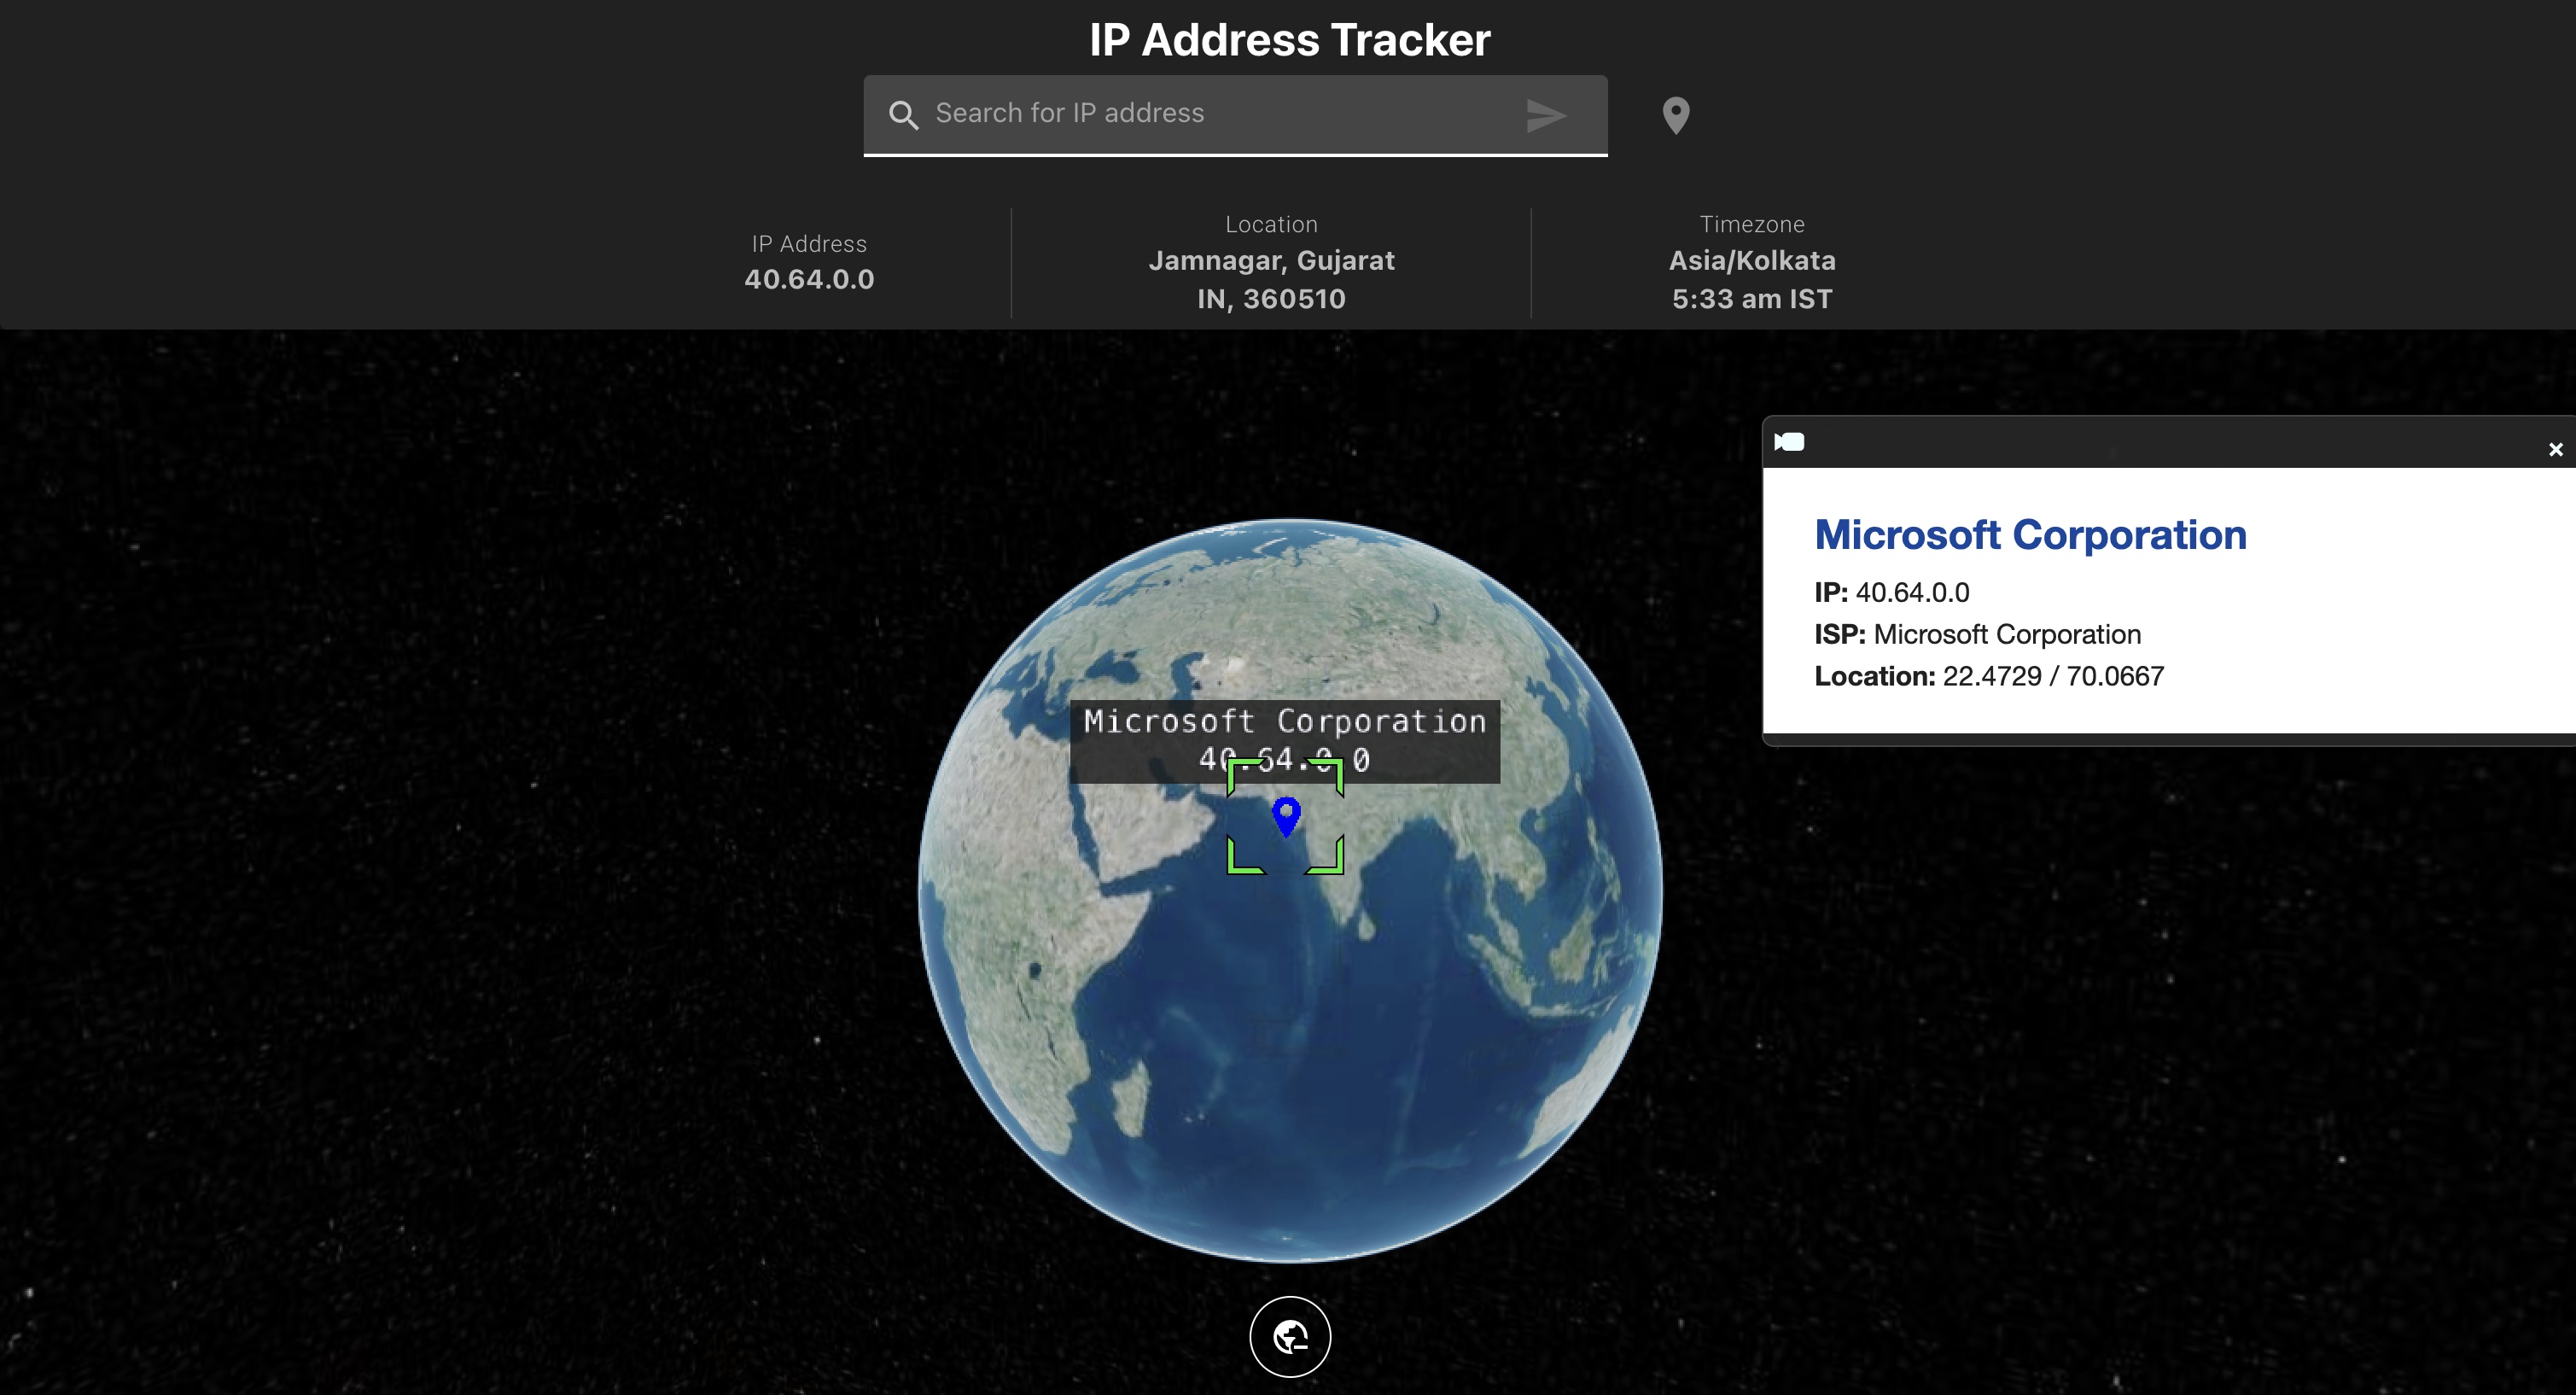 IP Address Tracker
Search for IP address
IP Address
40.64.0.0
Location
Jamnagar, Gujarat
IN, 360510
Timezone
Asia/Kolkata
5:33 am IST
Microsoft Corporation
IP: 40.64.0.0
ISP: Microsoft Corporation
Location: 22.4729 / 70.0667
Microsoft Corporation
40.64.0.0